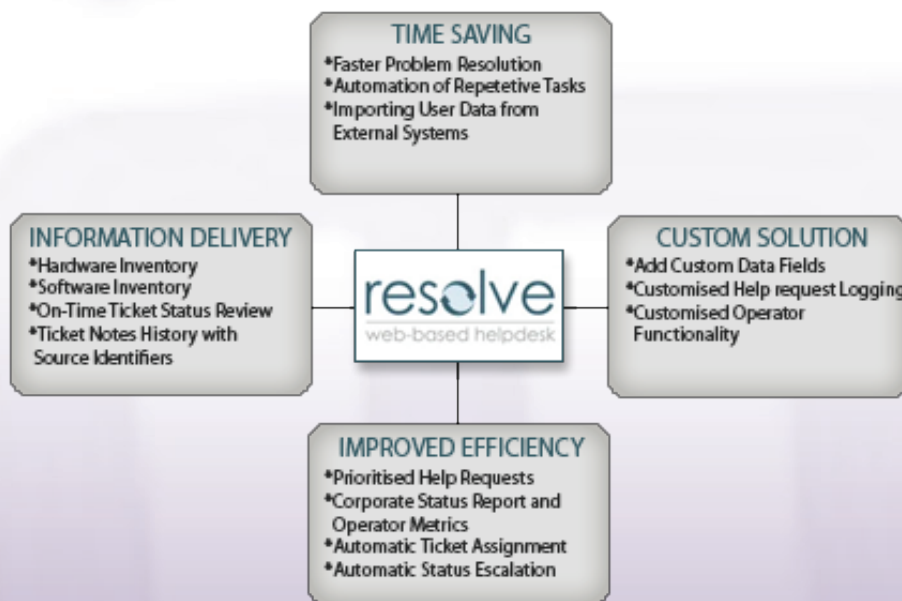 TIME SAVING
*Faster Problem Resolution
*Automation of Repetetive Tasks
*Importing User Data from
External Systems
INFORMATION DELIVERY
*Hardware Inventory
*Software Inventory
*On-Time Ticket Status Review
*Ticket Notes History with
Source Identifiers
resolve
web-based helpdesk
CUSTOM SOLUTION
*Add Custom Data Fields
*Customised Help request Logging
*Customised Operator
Functionality
IMPROVED EFFICIENCY
*Prioritised Help Requests
*Corporate Status Report and
Operator Metrics
*Automatic Ticket Assignment
*Automatic Status Escalation